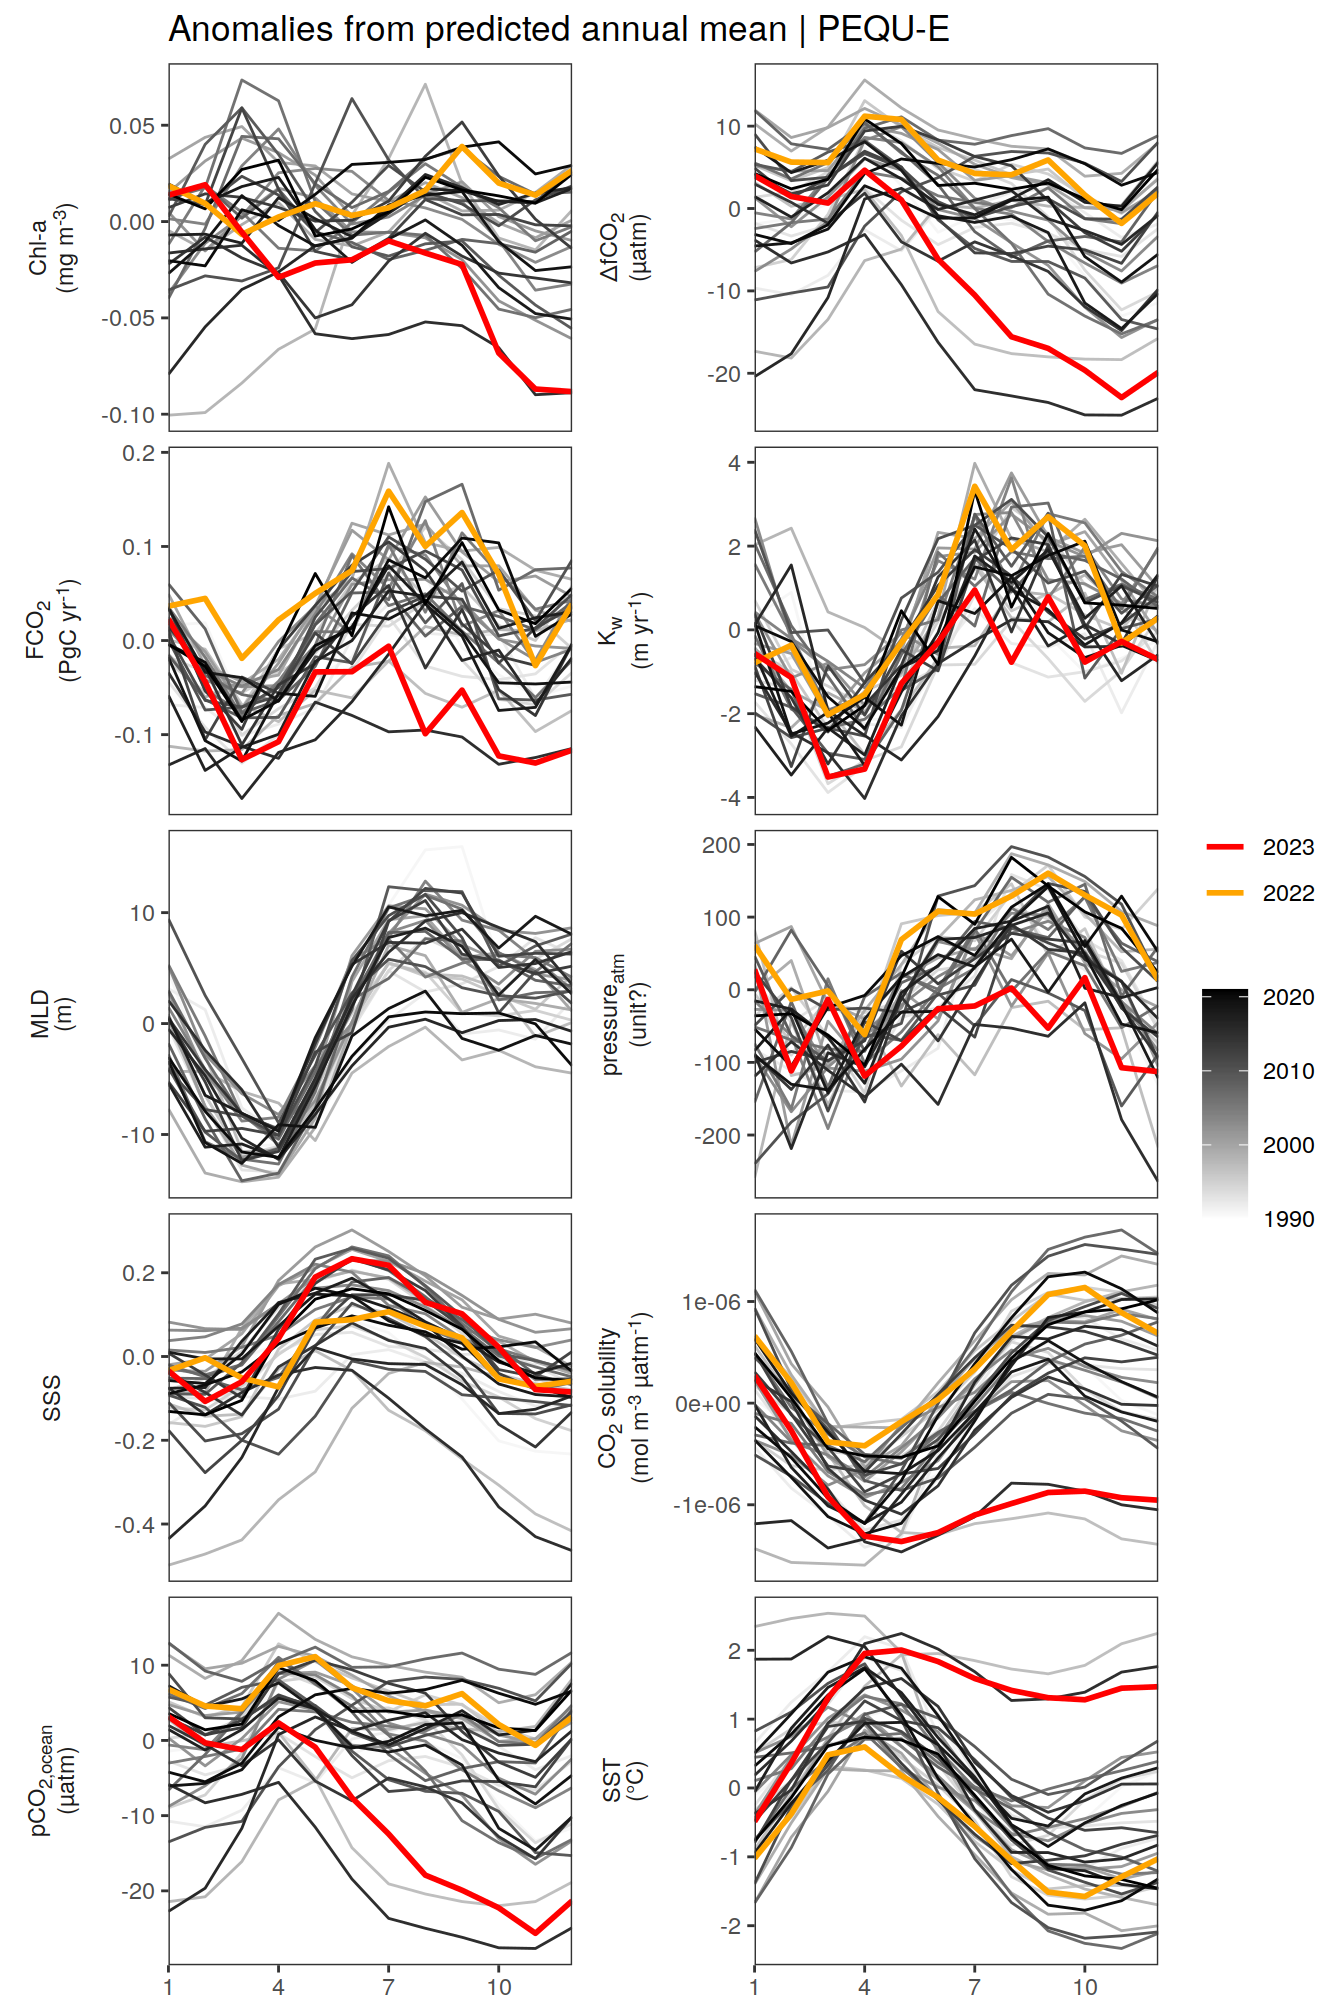 Anomalies from predicted annual mean | PEQU-E
Chl-a
(mg m⁻³)
0.05
0.00
-0.05
-0.10
ΔfCO₂
(µatm)
10
0
-10
-20
FCO₂
(PgC yr⁻¹)
0.2
0.1
0.0
-0.1
K_w
(m yr⁻¹)
4
2
0
-2
-4
MLD
(m)
10
0
-10
pressure_atm
(unit?)
200
100
0
-100
-200
2023
2022
2020
2010
2000
1990
SSS
0.2
0.0
-0.2
-0.4
CO₂ solubility
(mol m⁻³ µatm⁻¹)
1e-06
0e+00
-1e-06
pCO₂,ocean
(µatm)
10
0
-10
-20
1 4 7 10
SST
(°C)
2
1
0
-1
-2
1 4 7 10